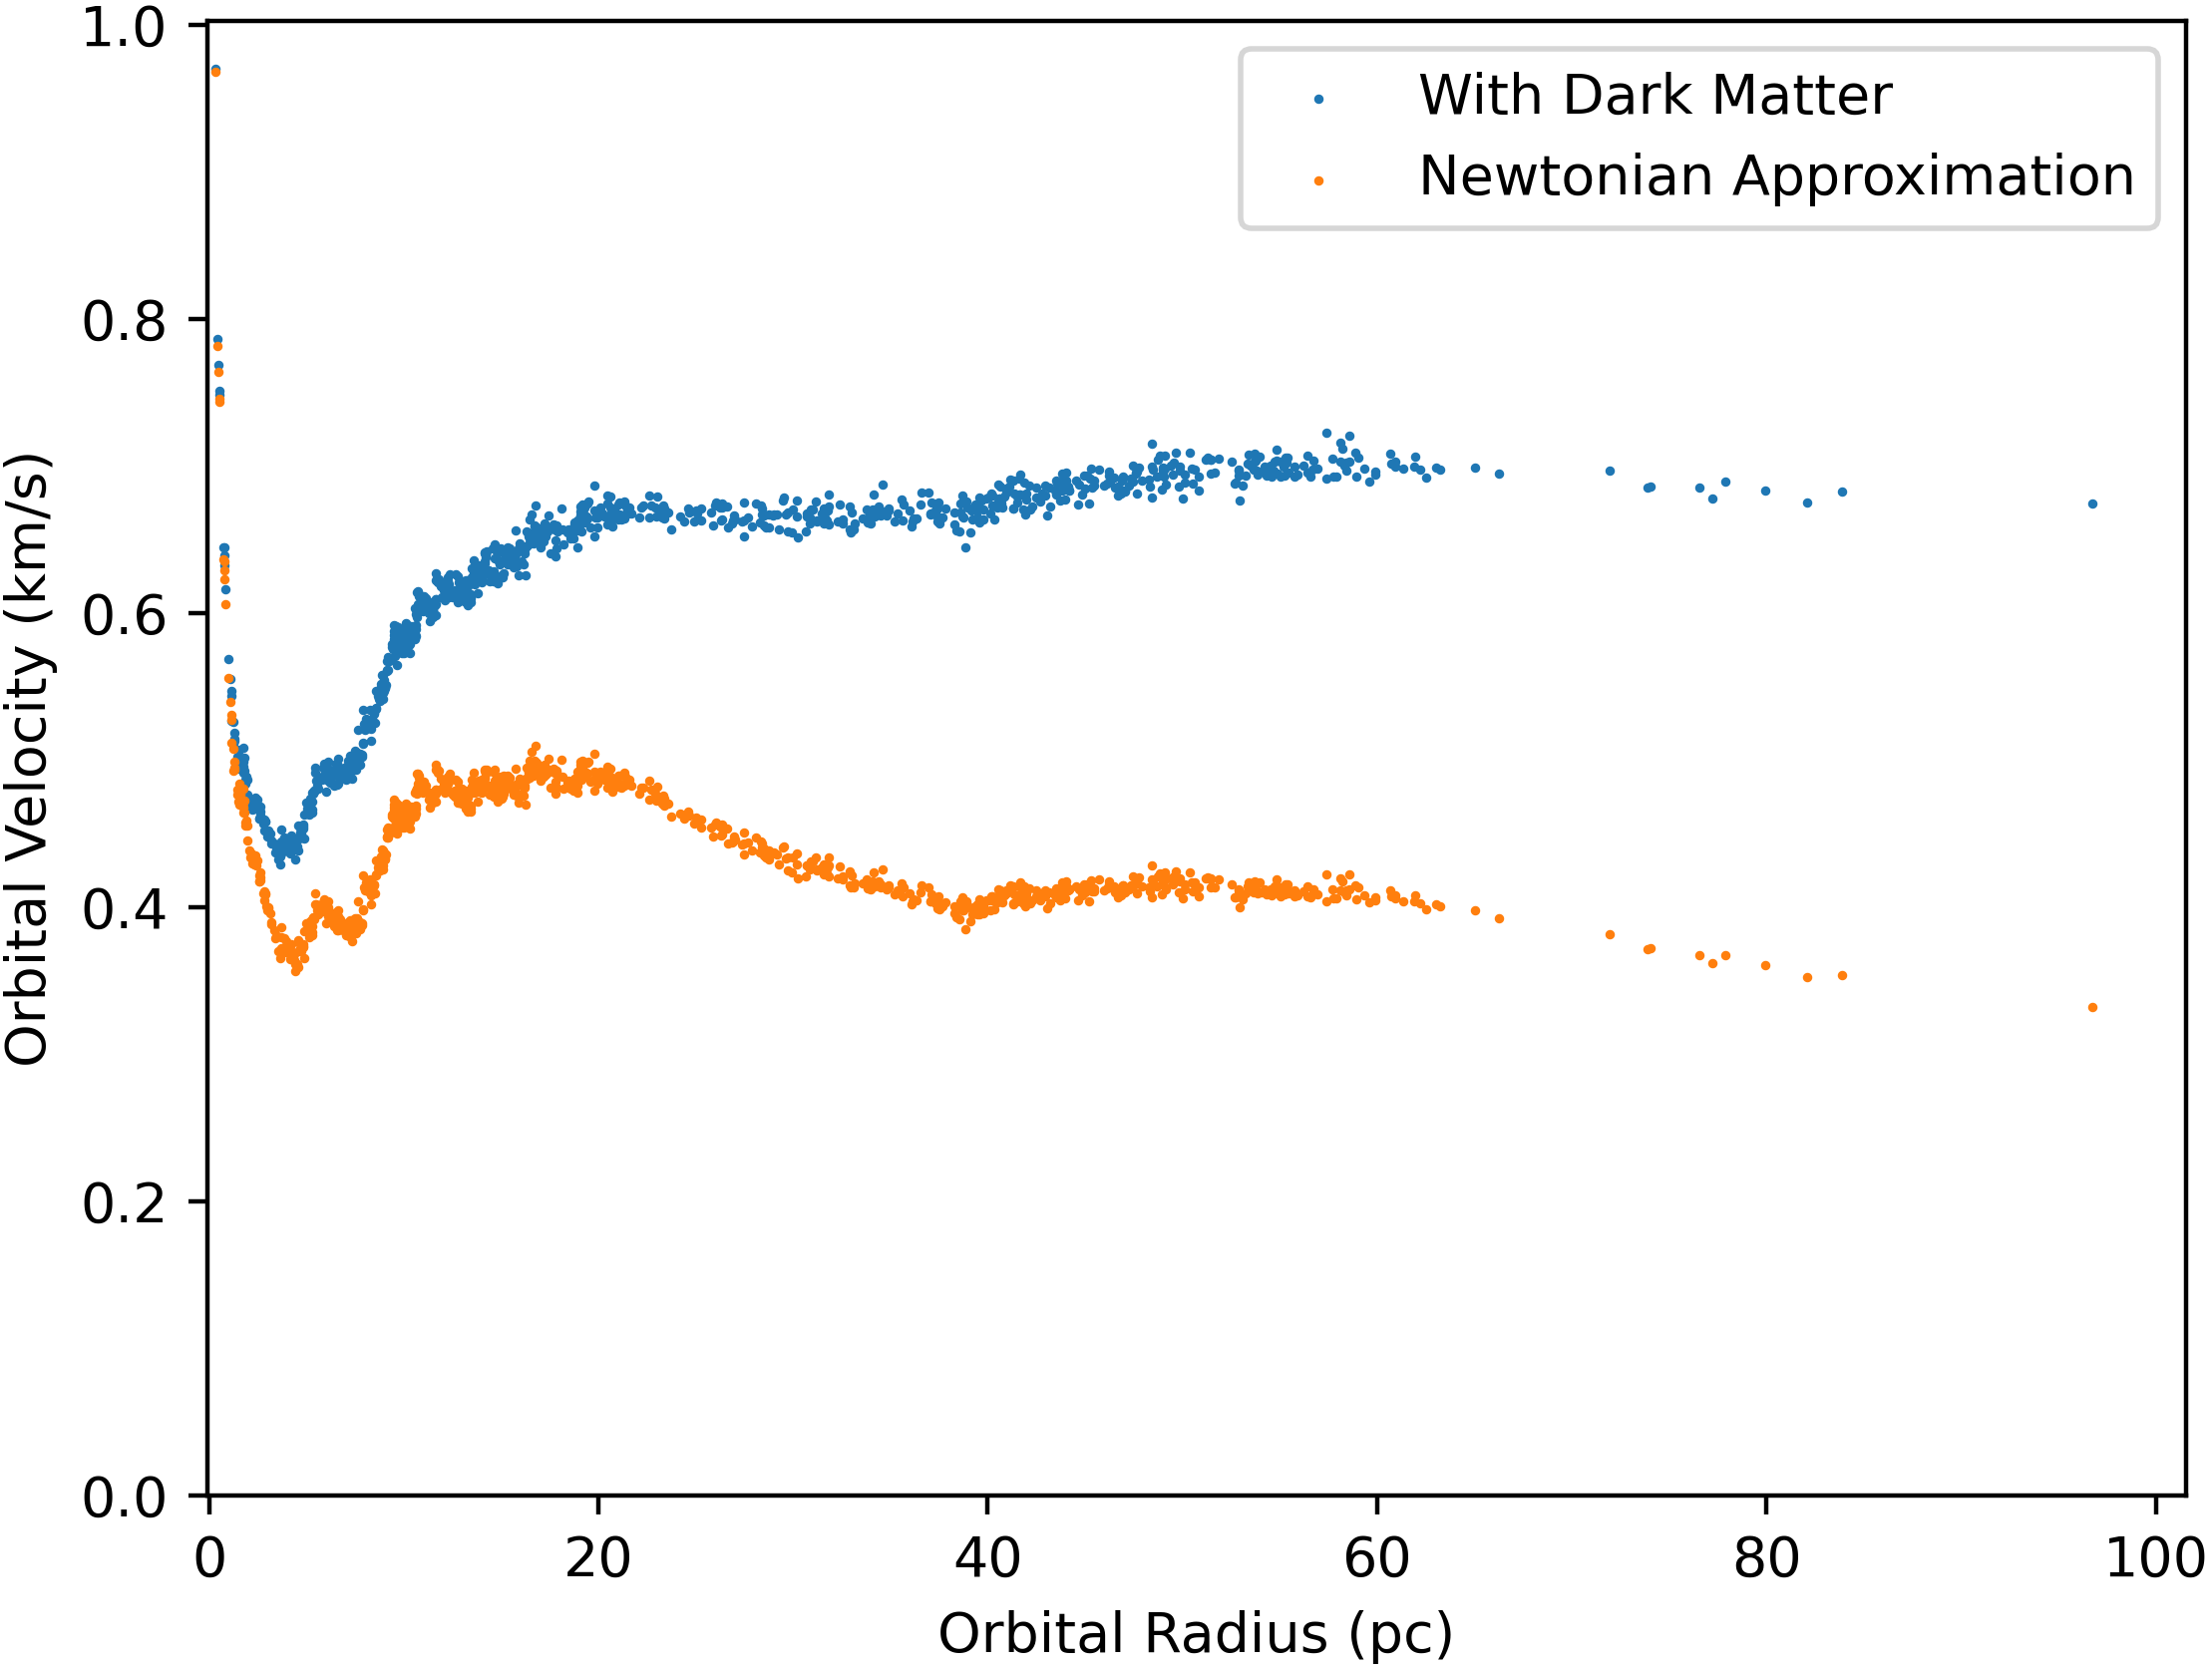 With Dark Matter
Newtonian Approximation
Orbital Velocity (km/s)
1.0
0.8
0.6
0.4
0.2
0.0
0 20 40 60 80 100
Orbital Radius (pc)